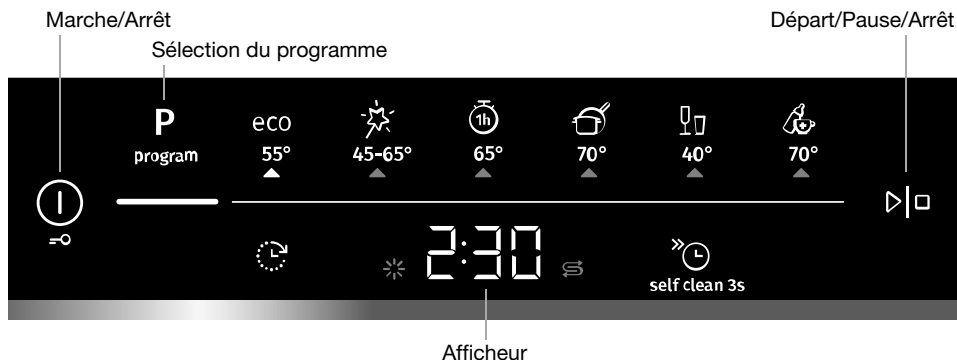 Marche/Arrêt
Départ/Pause/Arrêt
Sélection du programme
P
program
eco
55°
45-65°
1h
65°
70°
40°
70°
2:30
self clean 3s
Afficheur